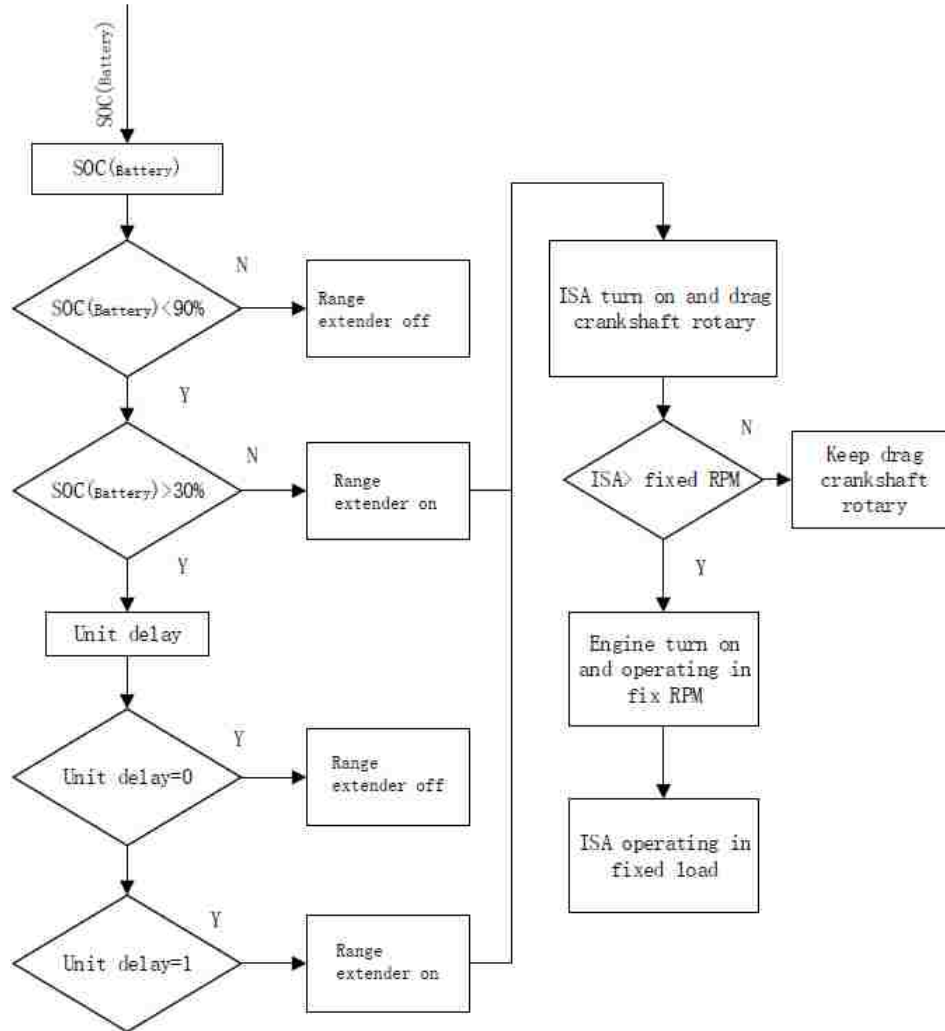 SOC(Battery)
SOC(Battery)
SOC(Battery)<90%
N
Range
extender off
Y
SOC(Battery)>30%
N
Range
extender on
Y
Unit delay
Unit delay=0
Y
Range
extender off
Unit delay=1
Y
Range
extender on
ISA turn on and drag
crankshaft rotary
ISA> fixed RPM
N
Keep drag
crankshaft
rotary
Y
Engine turn on
and operating in
fix RPM
ISA operating in
fixed load